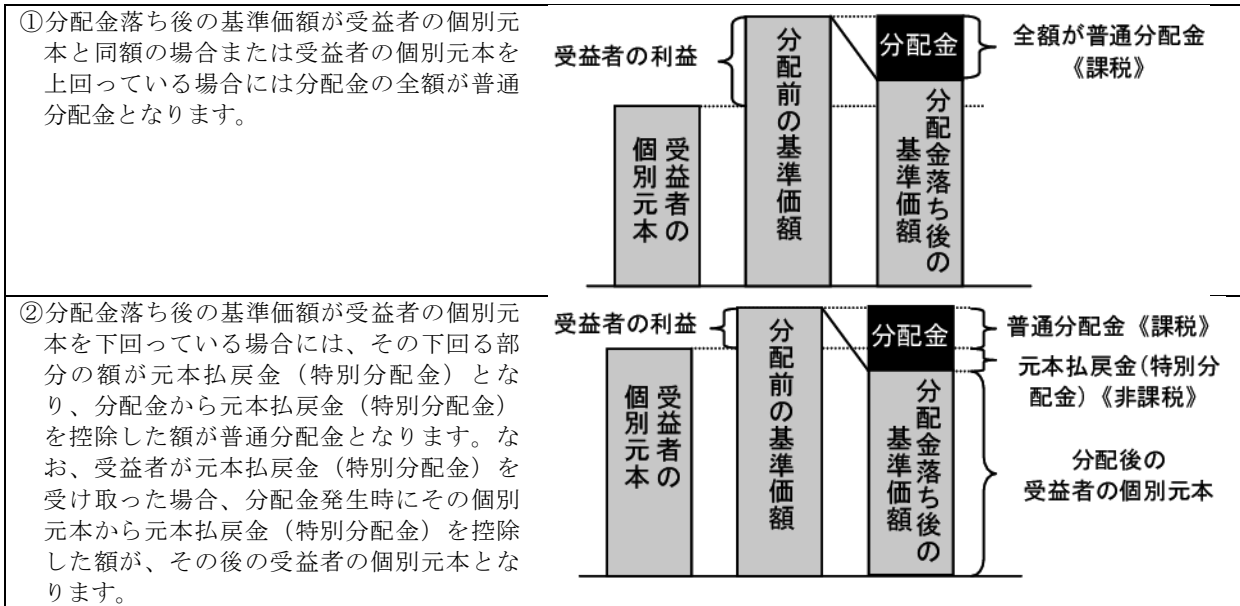 ①分配金落ち後の基準価額が受益者の個別元
本と同額の場合または受益者の個別元本を
上回っている場合には分配金の全額が普通
分配金となります。
受益者の利益
受益者の
個別元本
分配前の基準価額
分配金
分配金落ち後の
基準価額
全額が普通分配金
《課税》
②分配金落ち後の基準価額が受益者の個別元
本を下回っている場合には、その下回る部
分の額が元本払戻金（特別分配金）とな
り、分配金から元本払戻金（特別分配金）
を控除した額が普通分配金となります。な
お、受益者が元本払戻金（特別分配金）を
受け取った場合、分配金発生時にその個別
元本から元本払戻金（特別分配金）を控除
した額が、その後の受益者の個別元本とな
ります。
受益者の利益
受益者の
個別元本
分配前の基準価額
分配金
分配金落ち後の
基準価額
普通分配金《課税》
元本払戻金(特別分
配金)《非課税》
分配後の
受益者の個別元本